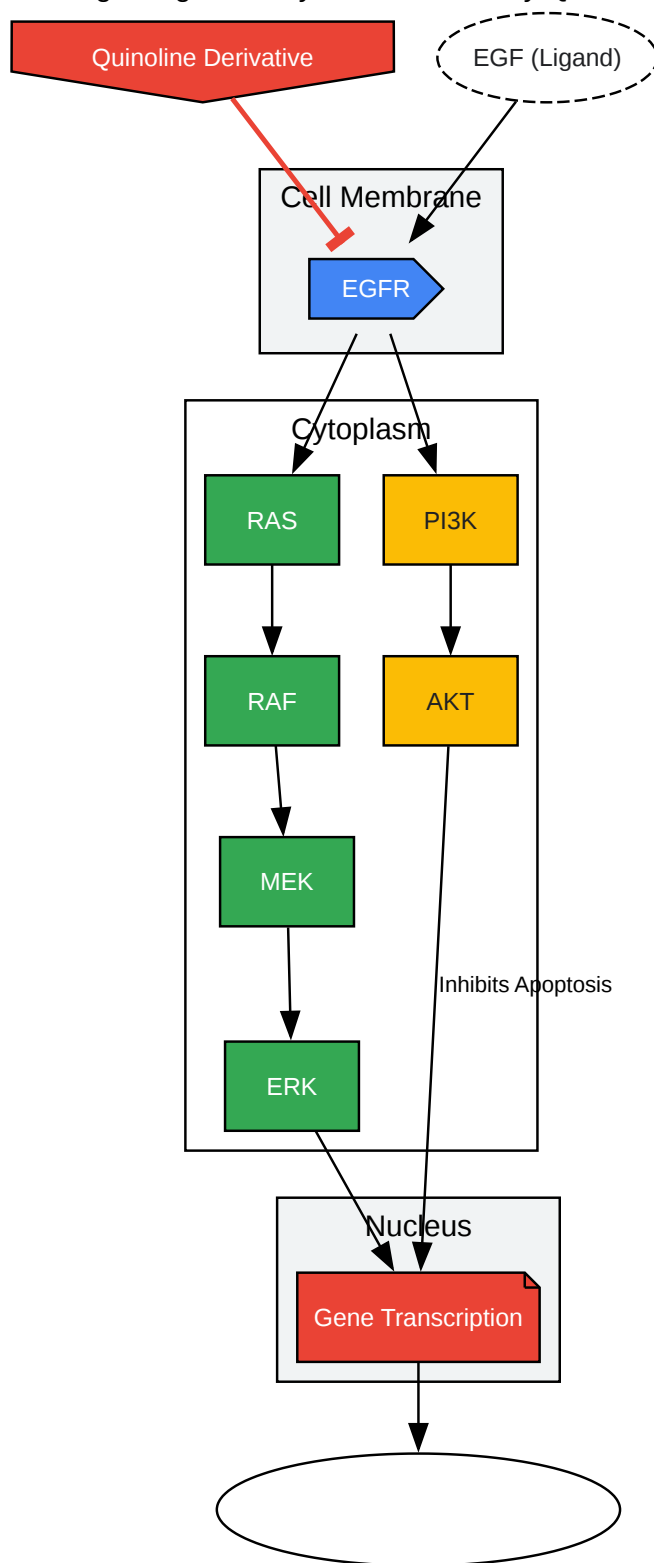 Quinoline Derivative
EGF (Ligand)
Cell Membrane
EGFR
Cytoplasm
RAS
PI3K
RAF
AKT
MEK
Inhibits Apoptosis
ERK
Nucleus
Gene Transcription